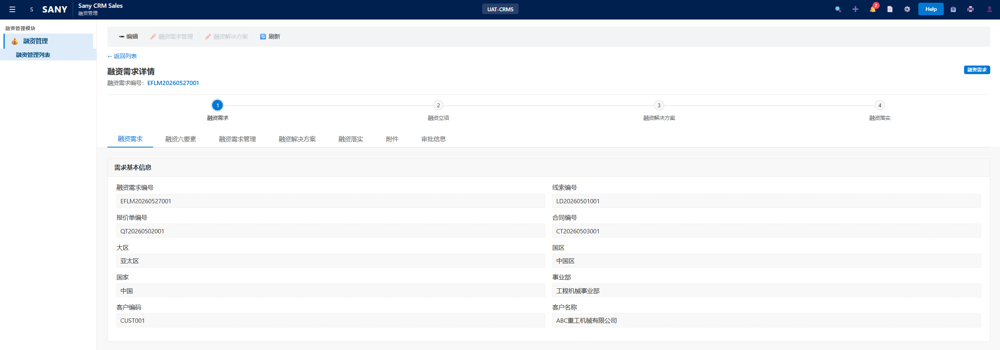 S SANY
Sany CRM Sales
融资管理
UAT-CRM5
2
Help
融资管理模块
融资管理
融资管理列表
编辑
融资需求管理
融资解决方案
刷新
← 返回列表
融资需求详情
融资需求
融资需求编号：EFLM20260527001
1
2
3
4
融资需求
融资立项
融资解决方案
融资落实
融资需求
融资六要素
融资需求管理
融资解决方案
融资落实
附件
审批信息
需求基本信息
融资需求编号
EFLM20260527001
线索编号
LD20260501001
报价单编号
QT20260502001
合同编号
CT20260503001
大区
亚太区
国区
中国区
国家
中国
事业部
工程机械事业部
客户编码
CUST001
客户名称
ABC重工机械有限公司